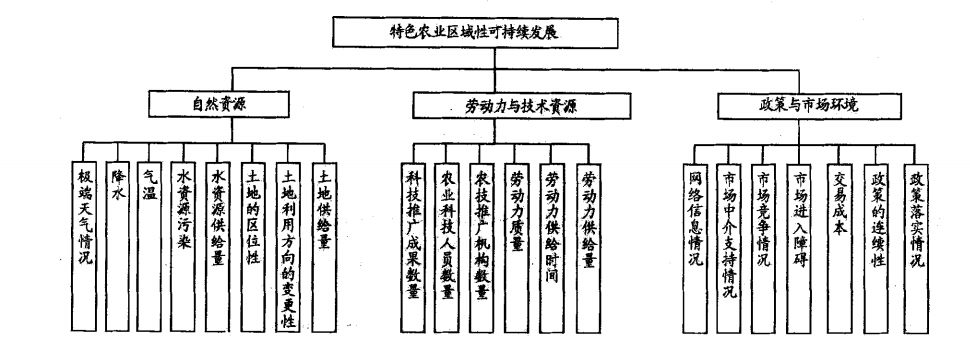 特色农业区域性可持续发展
自然资源
劳动力与技术资源
政策与市场环境
极端天气情况
降水
气温
水资源污染
水资源供给量
土地的区位性
土地利用方向的变更性
土地供给量
科技推广成果数量
农业科技人员数量
农技推广机构数量
劳动力质量
劳动力供给时间
劳动力供给量
网络信息情况
市场中介支持情况
市场竞争情况
市场进入障碍
交易成本
政策的连续性
政策落实情况